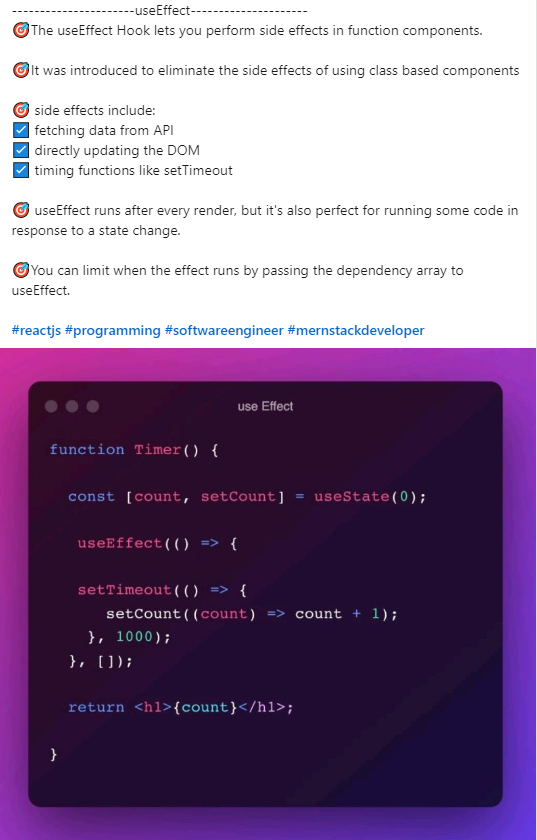 ----------------------useEffect---------------------
🎯The useEffect Hook lets you perform side effects in function components.
🎯It was introduced to eliminate the side effects of using class based components
🎯 side effects include:
☑ fetching data from API
☑ directly updating the DOM
☑ timing functions like setTimeout
🎯 useEffect runs after every render, but it's also perfect for running some code in
response to a state change.
🎯You can limit when the effect runs by passing the dependency array to
useEffect.
#reactjs #programming #softwareengineer #mernstackdeveloper
use Effect
function Timer() {
const [count, setCount] = useState(0);
useEffect(() => {
setTimeout(() => {
setCount((count) => count + 1);
}, 1000);
}, []);
return <h1>{count}</h1>;
}